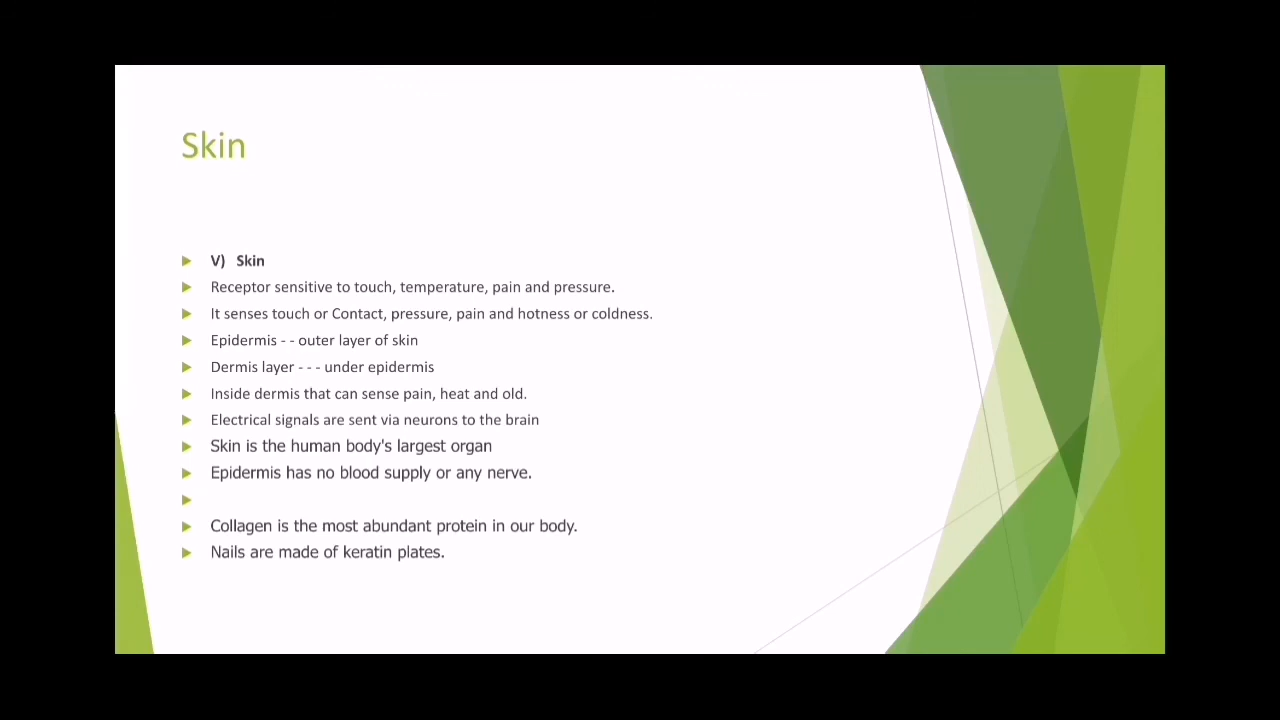 Skin
V) Skin
Receptor sensitive to touch, temperature, pain and pressure.
It senses touch or Contact, pressure, pain and hotness or coldness.
Epidermis - - outer layer of skin
Dermis layer - - - under epidermis
Inside dermis that can sense pain, heat and old.
Electrical signals are sent via neurons to the brain
Skin is the human body's largest organ
Epidermis has no blood supply or any nerve.
Collagen is the most abundant protein in our body.
Nails are made of keratin plates.